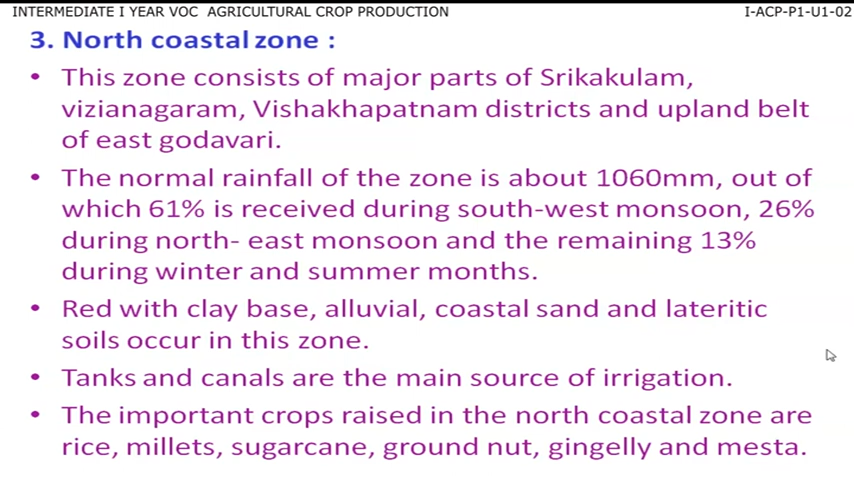 INTERMEDIATE I YEAR VOC AGRICULTURAL CROP PRODUCTION
I-ACP-P1-U1-02
3. North coastal zone :
• This zone consists of major parts of Srikakulam,
vizianagaram, Vishakhapatnam districts and upland belt
of east godavari.
• The normal rainfall of the zone is about 1060mm, out of
which 61% is received during south-west monsoon, 26%
during north- east monsoon and the remaining 13%
during winter and summer months.
• Red with clay base, alluvial, coastal sand and lateritic
soils occur in this zone.
• Tanks and canals are the main source of irrigation.
• The important crops raised in the north coastal zone are
rice, millets, sugarcane, ground nut, gingelly and mesta.